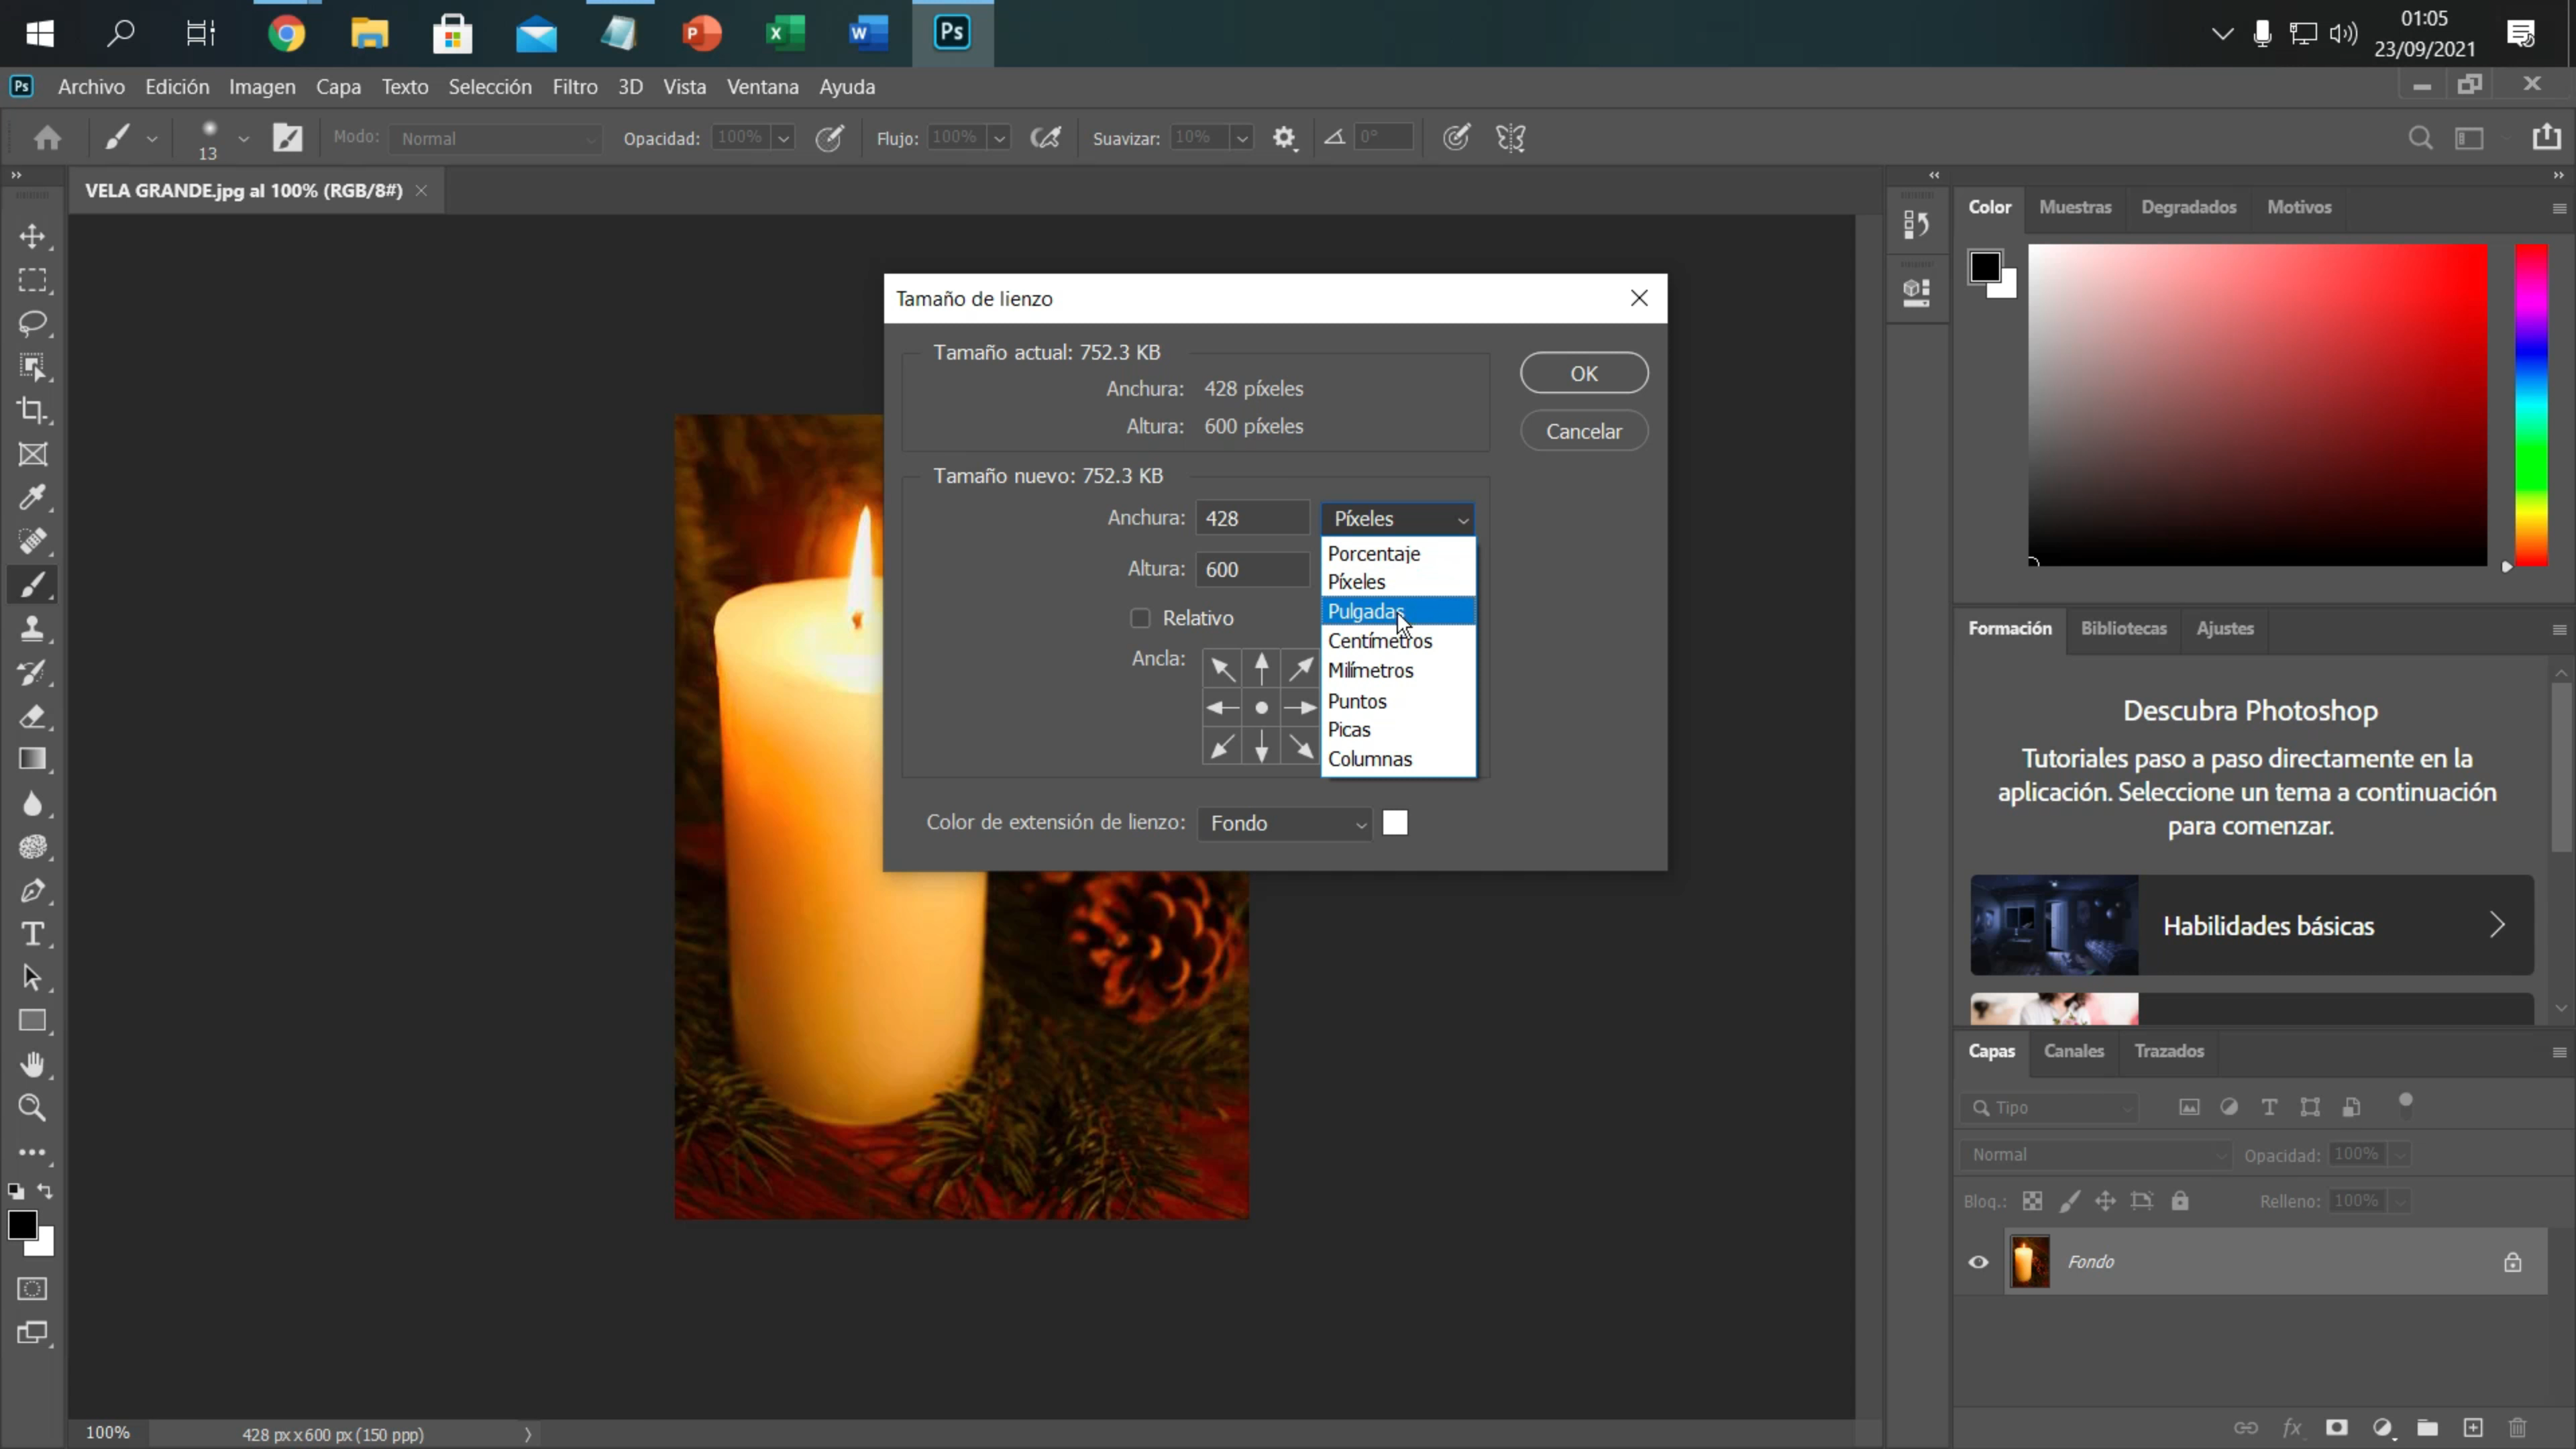 01:05
23/09/2021
Archivo Edición Imagen Capa Texto Selección Filtro 3D Vista Ventana Ayuda
13 Modo: Normal Opacidad: 100% Flujo: 100% Suavizar: 10% 0°
VELA GRANDE.jpg al 100% (RGB/8#)
Color Muestras Degradados Motivos
Tamaño de lienzo
Tamaño actual: 752.3 KB
OK
Anchura: 428 píxeles
Altura: 600 píxeles
Cancelar
Tamaño nuevo: 752.3 KB
Anchura: 428 Píxeles
Porcentaje
Altura: 600
Píxeles
Pulgadas
Relativo
Centímetros
Ancla:
Milímetros
Puntos
Picas
Columnas
Color de extensión de lienzo: Fondo
Formación Bibliotecas Ajustes
Descubra Photoshop
Tutoriales paso a paso directamente en la
aplicación. Seleccione un tema a continuación
para comenzar.
Habilidades básicas
Capas Canales Trazados
Tipo
Normal Opacidad: 100%
Bloq.: Relleno: 100%
Fondo
100% 428 px x 600 px (150 ppp)